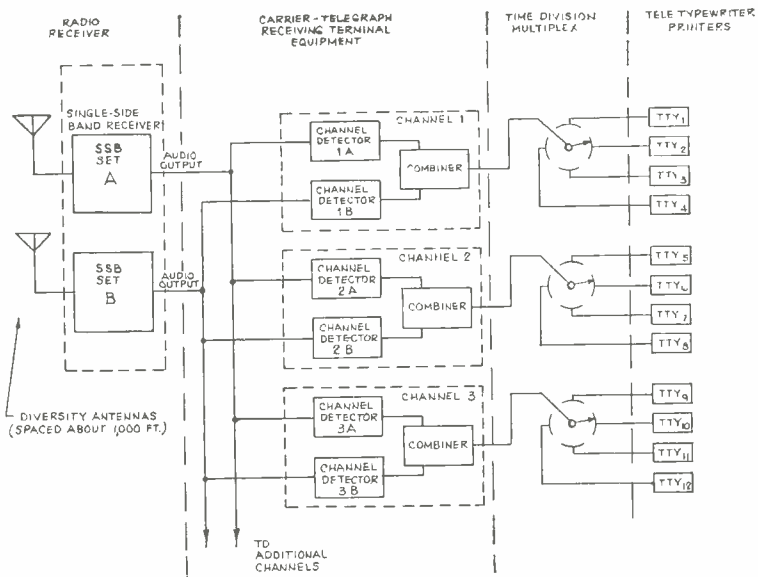 RADIO
RECEIVER
CARRIER-TELEGRAPH
RECEIVING TERMINAL
EQUIPMENT
TIME DIVISION
MULTIPLEX
TELETYPEWRITER
PRINTERS
SINGLE-SIDE
BAND RECEIVER
SSB
SET
A
AUDIO
OUTPUT
SSB
SET
B
AUDIO
OUTPUT
DIVERSITY ANTENNAS
(SPACED ABOUT 1,000 FT.)
CHANNEL 1
CHANNEL
DETECTOR
1A
CHANNEL
DETECTOR
1B
COMBINER
CHANNEL 2
CHANNEL
DETECTOR
2A
CHANNEL
DETECTOR
2B
COMBINER
CHANNEL 3
CHANNEL
DETECTOR
3A
CHANNEL
DETECTOR
3B
COMBINER
TO
ADDITIONAL
CHANNELS
TTY1
TTY2
TTY3
TTY4
TTY5
TTY6
TTY7
TTY8
TTY9
TTY10
TTY11
TTY12